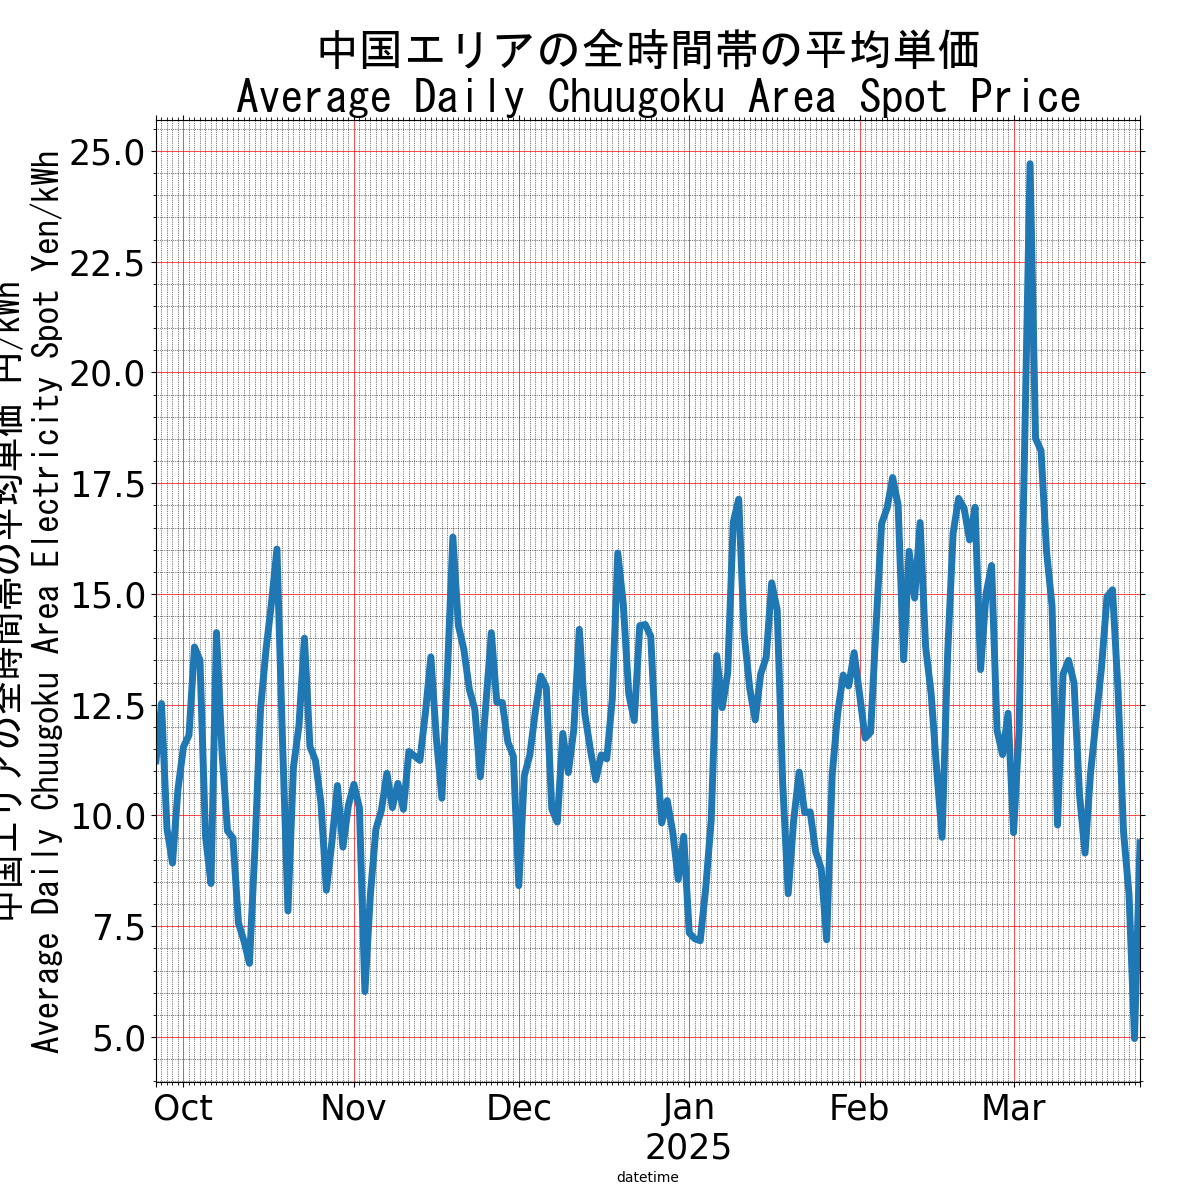 中国エリアの全時間帯の平均単価
Average Daily Chuugoku Area Spot Price
中国エリアの全時間帯の平均単価 円/kWh
Average Daily Chuugoku Area Electricity Spot Yen/kWh
25.0
22.5
20.0
17.5
15.0
12.5
10.0
7.5
5.0
Oct Nov Dec Jan Feb Mar
2025
datetime